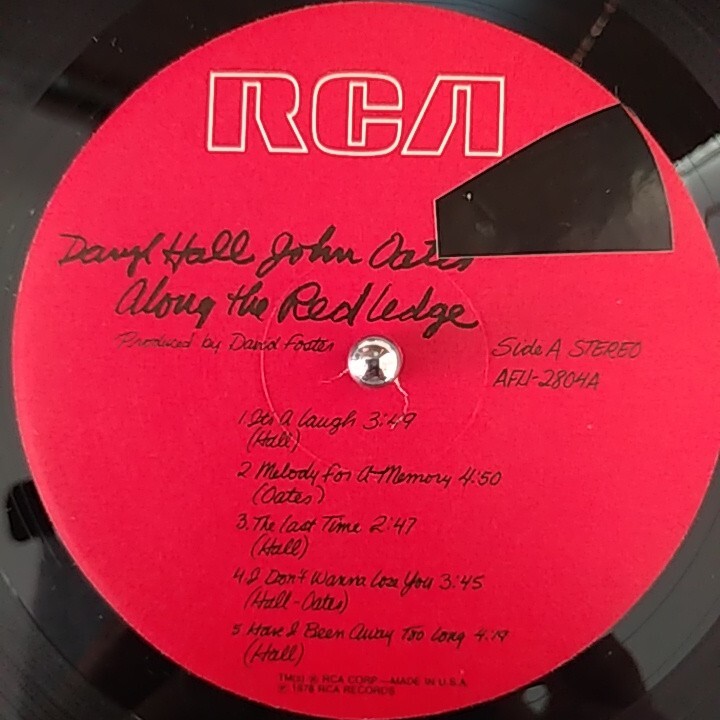 RCA
Daryl Hall John Oates
Along the Red Ledge
Produced by David Foster
Side A STEREO
AFL1-2804A
1. It's A Laugh 3:49
(Hall)
2 Melody for A Memory 4:50
(Oates)
3. The Last Time 2:47
(Hall)
4. I Don't Wanna Lose You 3:45
(Hall-Oates)
5. Have I Been Away Too Long 4:19
(Hall)
TM(s) ® RCA CORP.—MADE IN U.S.A.
℗ 1978 RCA RECORDS